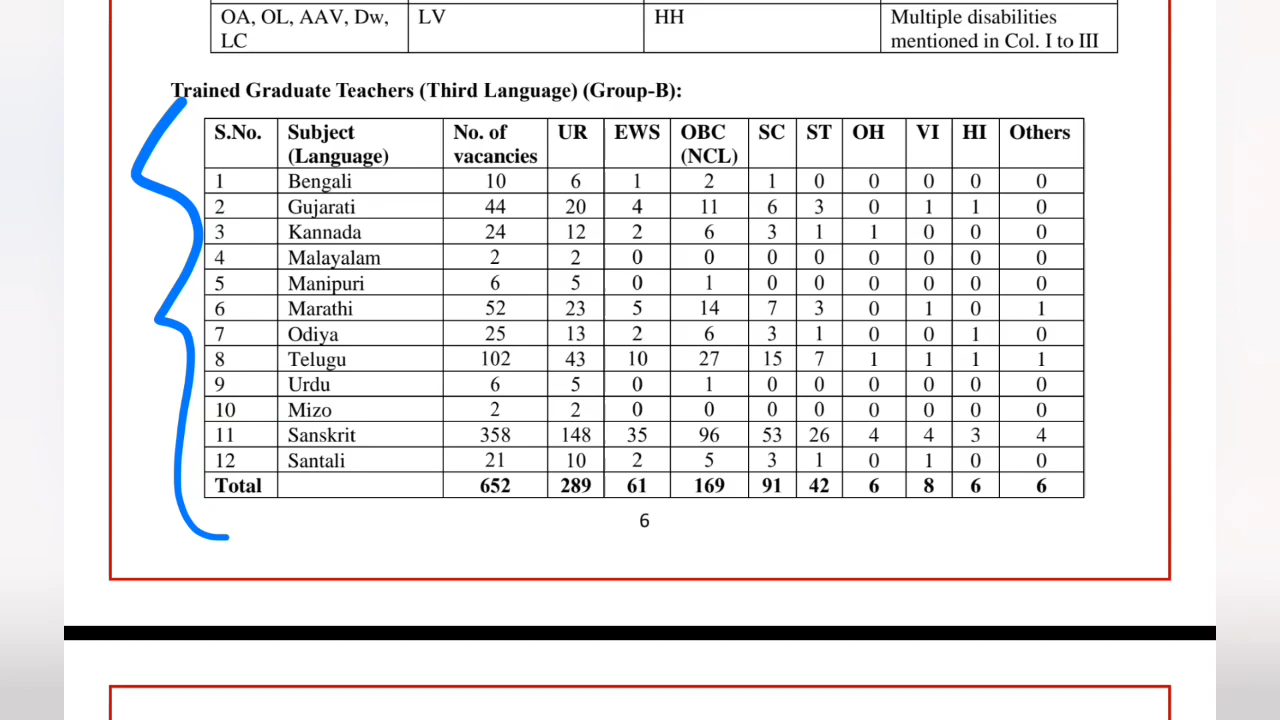 OA, OL, AAV, Dw, LV HH Multiple disabilities
LC mentioned in Col. I to III
Trained Graduate Teachers (Third Language) (Group-B):
S.No. Subject No. of UR EWS OBC SC ST OH VI HI Others
(Language) vacancies (NCL)
1 Bengali 10 6 1 2 1 0 0 0 0 0
2 Gujarati 44 20 4 11 6 3 0 1 1 0
3 Kannada 24 12 2 6 3 1 1 0 0 0
4 Malayalam 2 2 0 0 0 0 0 0 0 0
5 Manipuri 6 5 0 1 0 0 0 0 0 0
6 Marathi 52 23 5 14 7 3 0 1 0 1
7 Odiya 25 13 2 6 3 1 0 0 1 0
8 Telugu 102 43 10 27 15 7 1 1 1 1
9 Urdu 6 5 0 1 0 0 0 0 0 0
10 Mizo 2 2 0 0 0 0 0 0 0 0
11 Sanskrit 358 148 35 96 53 26 4 4 3 4
12 Santali 21 10 2 5 3 1 0 1 0 0
Total 652 289 61 169 91 42 6 8 6 6
6